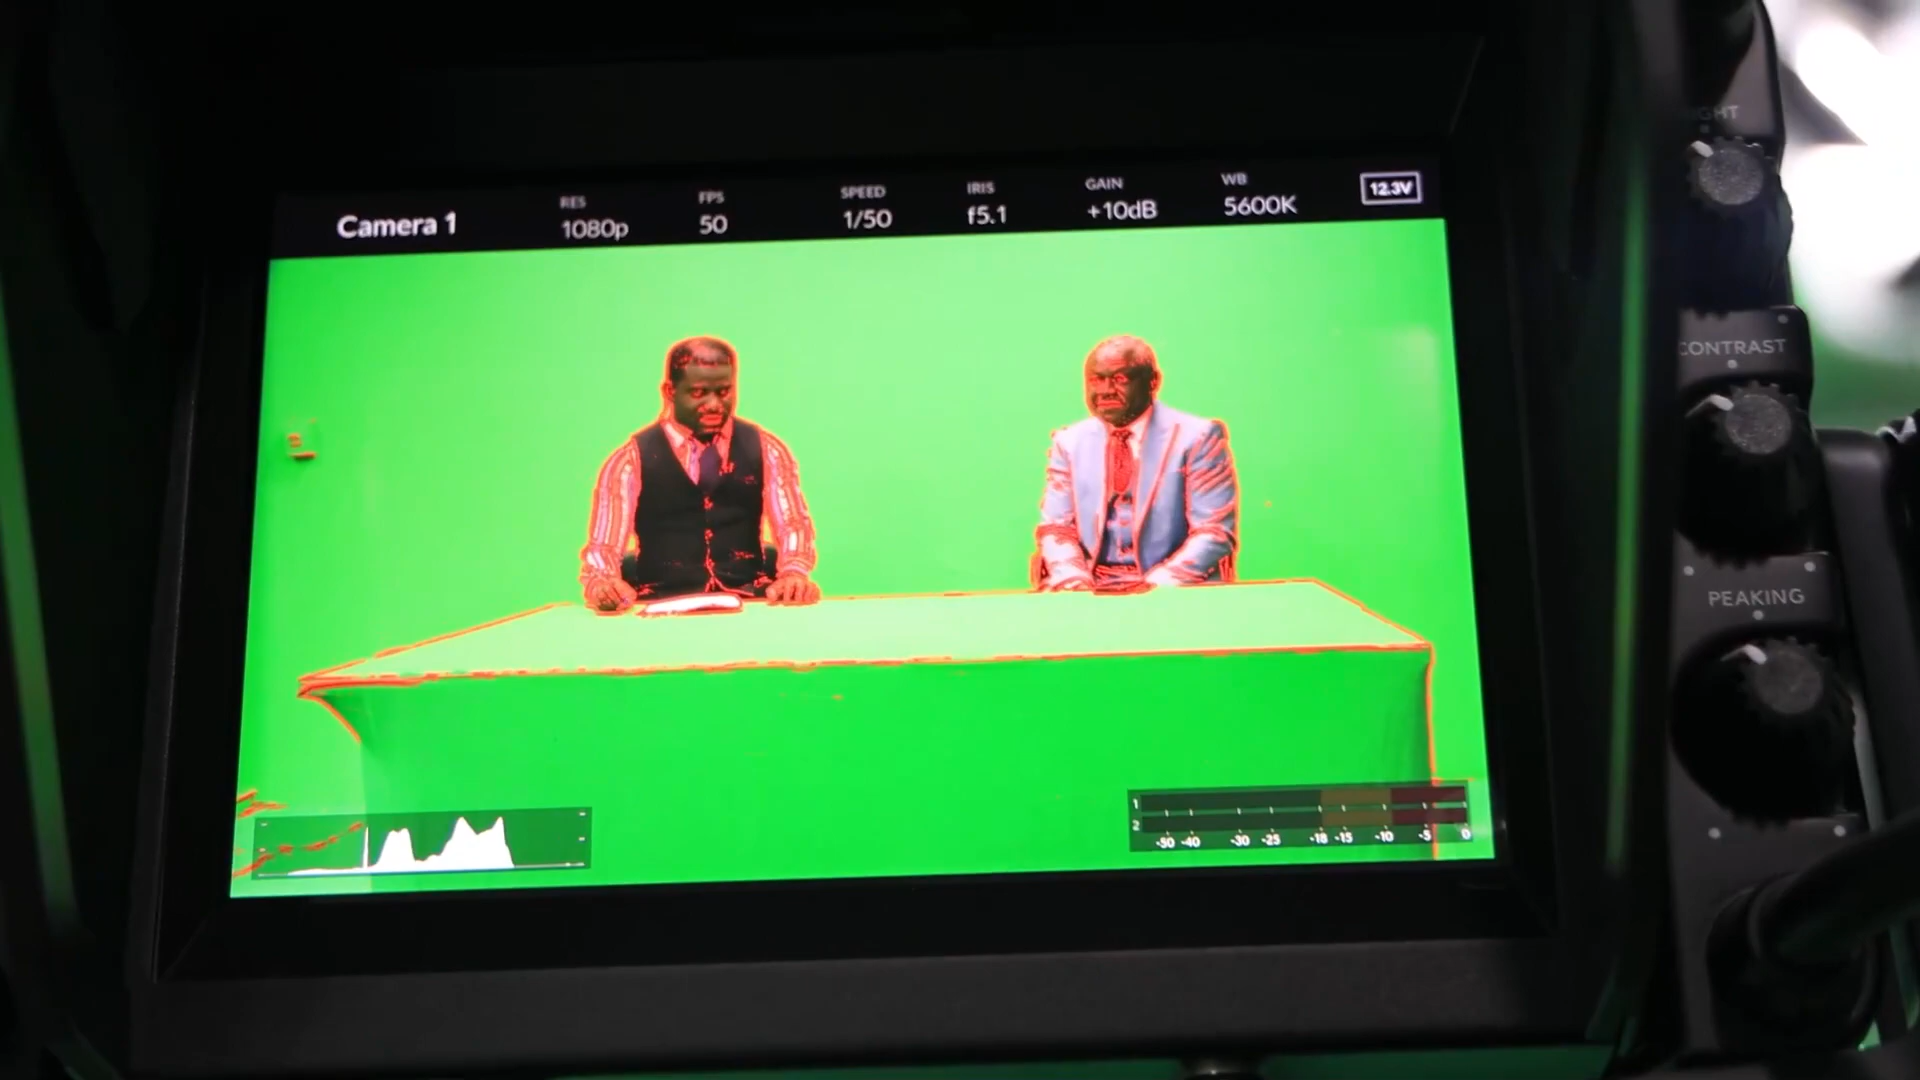 Camera 1
RES
1080p
FPS
50
SPEED
1/50
IRIS
f5.1
GAIN
+10dB
WB
5600K
12.3V
CONTRAST
PEAKING
1
2
-50 -40 -30 -25 -18 -15 -10 -5 0